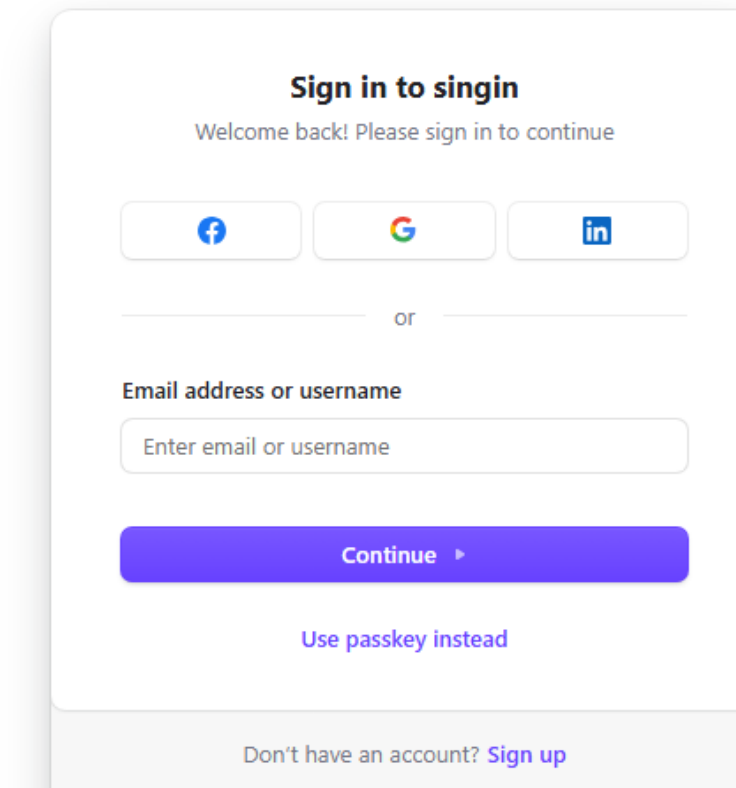 Sign in to singin
Welcome back! Please sign in to continue
in
or
Email address or username
Enter email or username
Continue
Use passkey instead
Don’t have an account? Sign up